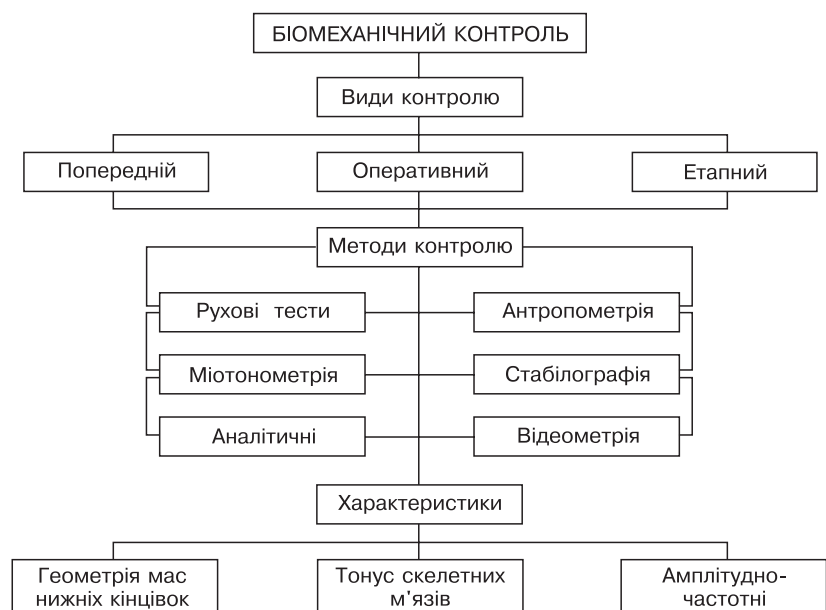 БІОМЕХАНІЧНИЙ КОНТРОЛЬ
Види контролю
Попередній
Оперативний
Етапний
Методи контролю
Рухові тести
Антропометрія
Міотонометрія
Стабілографія
Аналітичні
Відеометрія
Характеристики
Геометрія мас
нижніх кінцівок
Тонус скелетних
м'язів
Амплітудно-
частотні